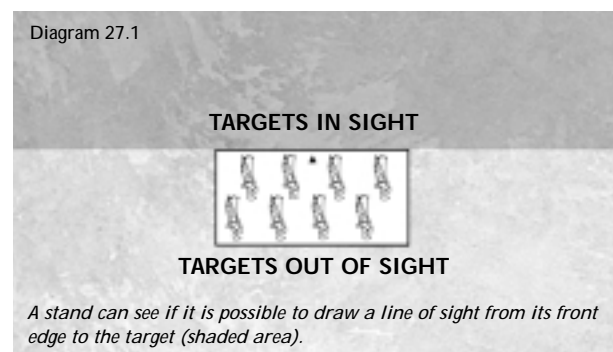 Diagram 27.1
TARGETS IN SIGHT
TARGETS OUT OF SIGHT
A stand can see if it is possible to draw a line of sight from its front
edge to the target (shaded area).